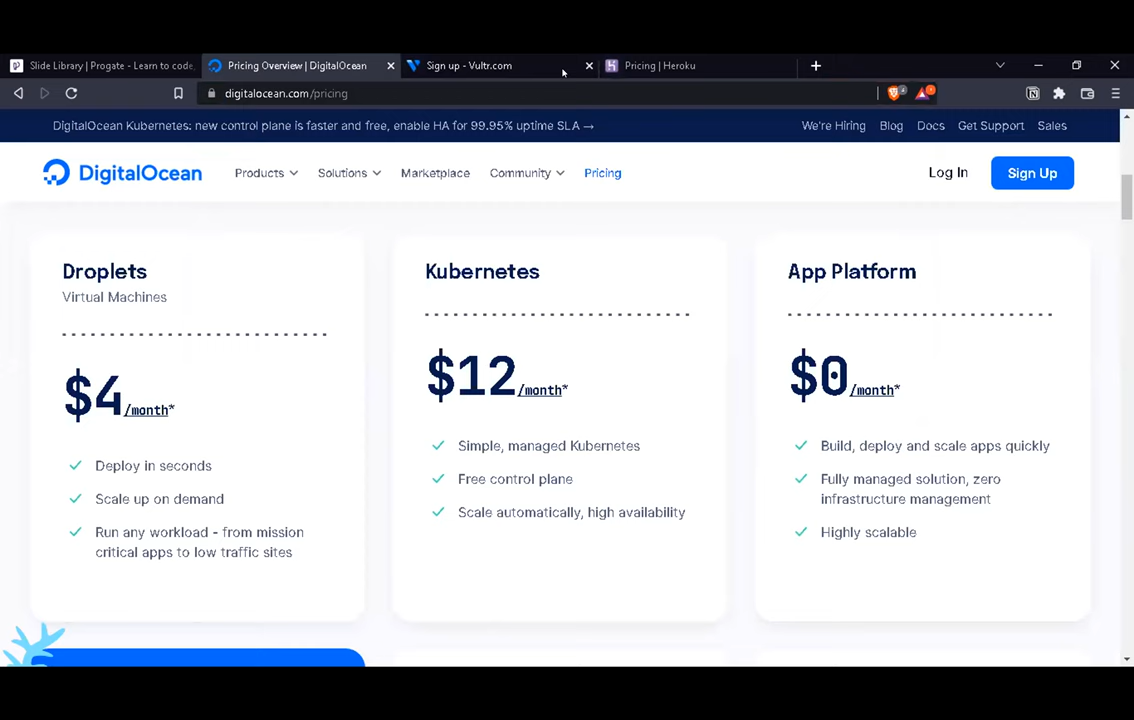 Slide Library | Progate - Learn to code
Pricing Overview | DigitalOcean
Sign up - Vultr.com
Pricing | Heroku
digitalocean.com/pricing
DigitalOcean Kubernetes: new control plane is faster and free, enable HA for 99.95% uptime SLA →
We're Hiring Blog Docs Get Support Sales
DigitalOcean
Products Solutions Marketplace Community Pricing
Log In
Sign Up
Droplets
Virtual Machines
$4/month*
Deploy in seconds
Scale up on demand
Run any workload - from mission
critical apps to low traffic sites
Kubernetes
$12/month*
Simple, managed Kubernetes
Free control plane
Scale automatically, high availability
App Platform
$0/month*
Build, deploy and scale apps quickly
Fully managed solution, zero
infrastructure management
Highly scalable